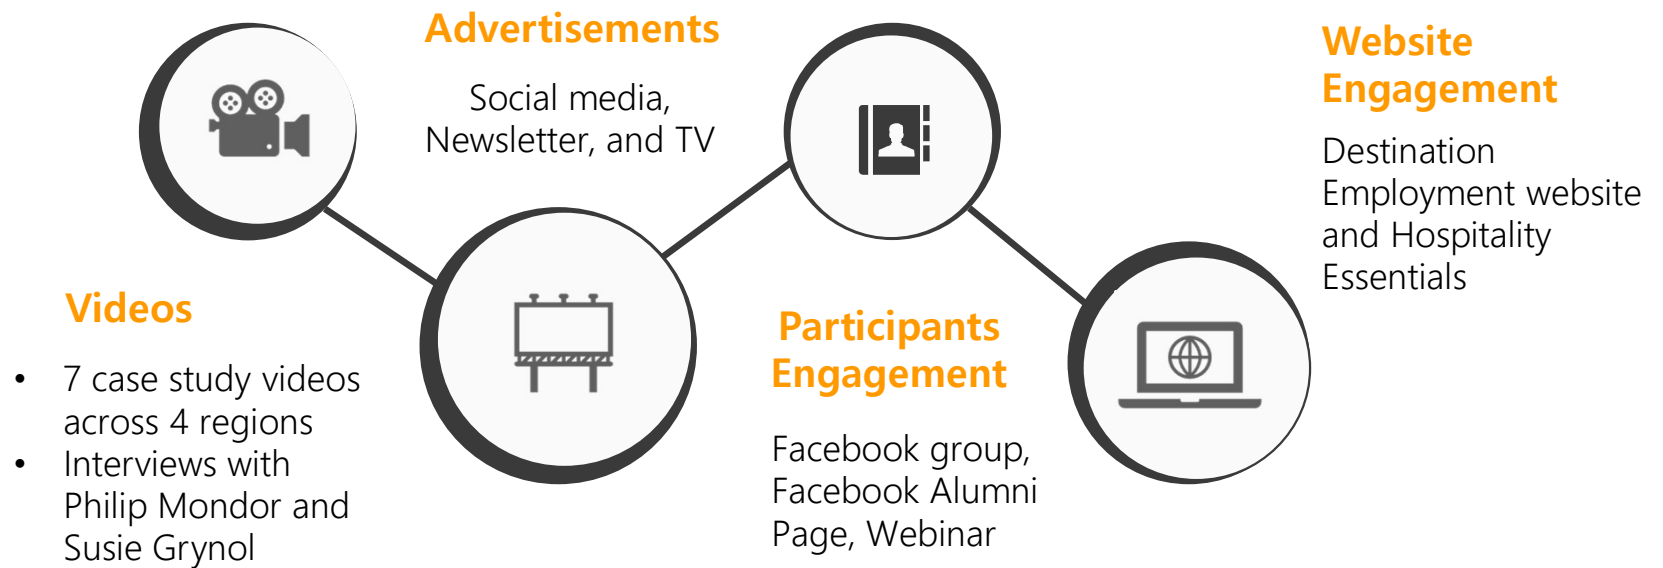 Videos
• 7 case study videos
across 4 regions
• Interviews with
Philip Mondor and
Susie Grynol
Advertisements
Social media,
Newsletter, and TV
Participants
Engagement
Facebook group,
Facebook Alumni
Page, Webinar
Website
Engagement
Destination
Employment website
and Hospitality
Essentials